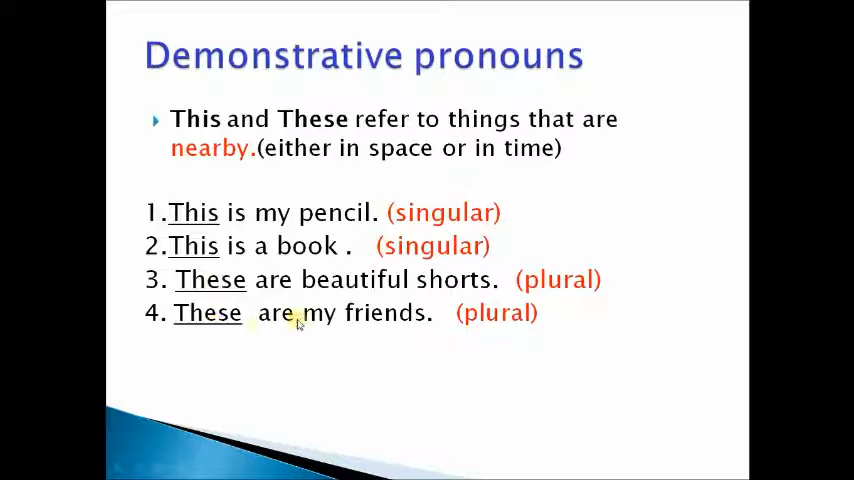 Demonstrative pronouns
This and These refer to things that are
nearby.(either in space or in time)
1.This is my pencil. (singular)
2.This is a book . (singular)
3. These are beautiful shorts. (plural)
4. These are my friends. (plural)